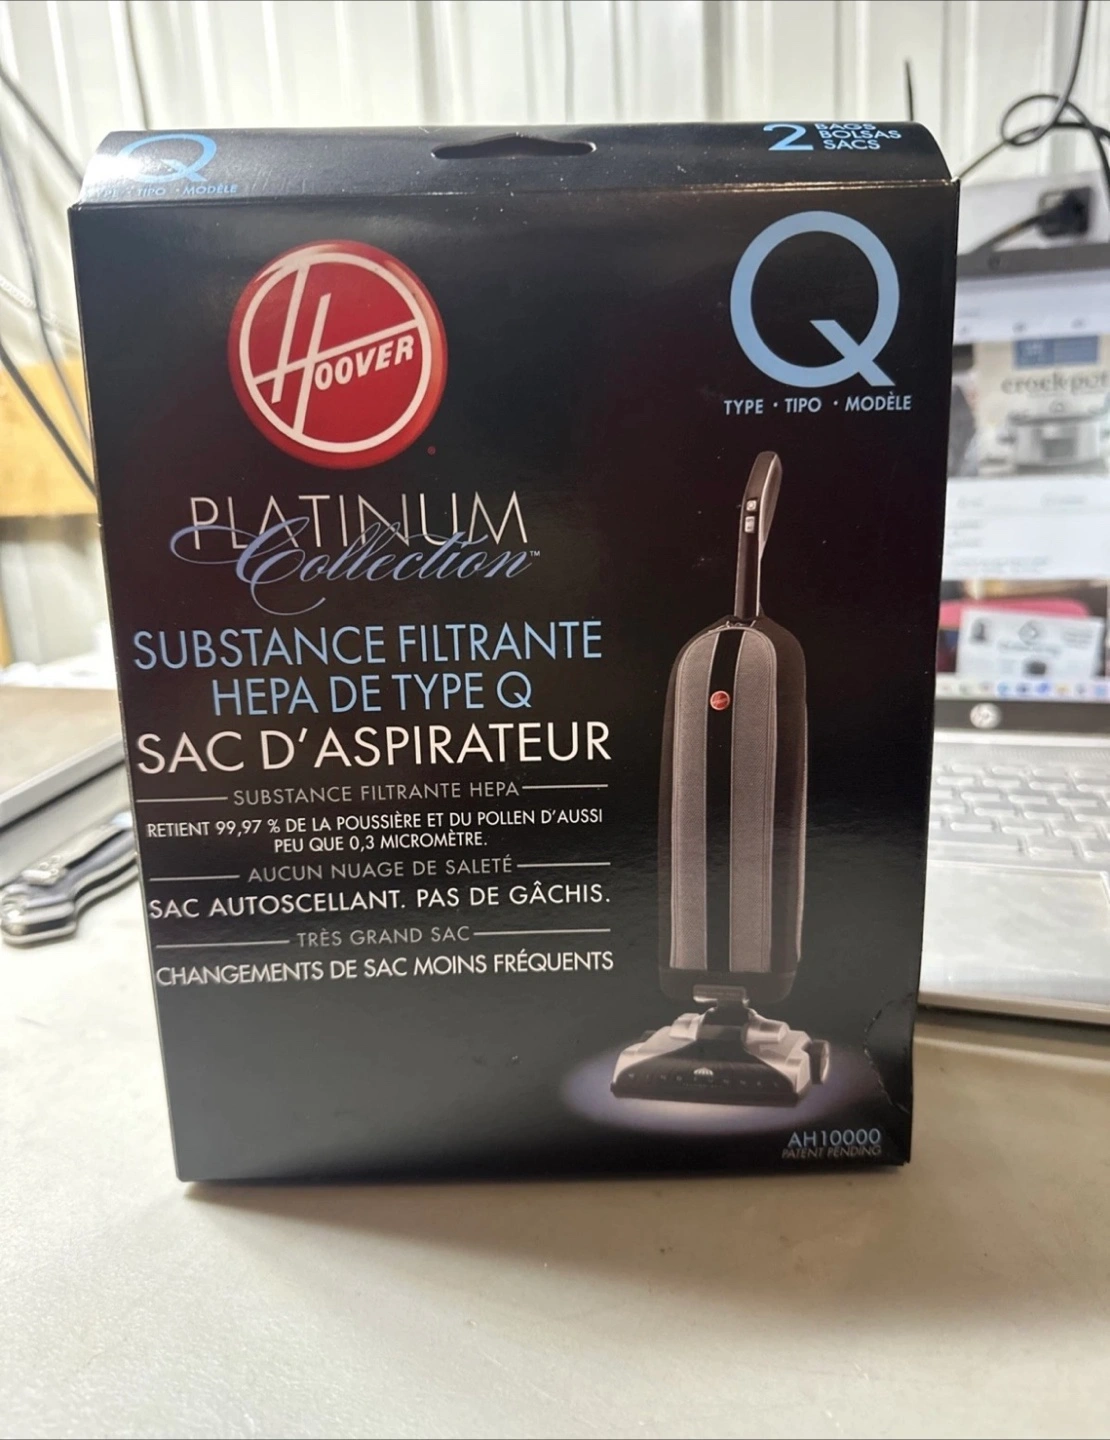 Q
TYPE · TIPO · MODÈLE
2 BAGS
BOLSAS
SACS
HOOVER
Q
TYPE · TIPO · MODÈLE
PLATINUM
Collection™
SUBSTANCE FILTRANTE
HEPA DE TYPE Q
SAC D'ASPIRATEUR
SUBSTANCE FILTRANTE HEPA
RETIENT 99,97 % DE LA POUSSIÈRE ET DU POLLEN D'AUSSI
PEU QUE 0,3 MICROMÈTRE.
AUCUN NUAGE DE SALETÉ
SAC AUTOSCELLANT. PAS DE GÂCHIS.
TRÈS GRAND SAC
CHANGEMENTS DE SAC MOINS FRÉQUENTS
AH10000
PATENT PENDING
crockpot
hp